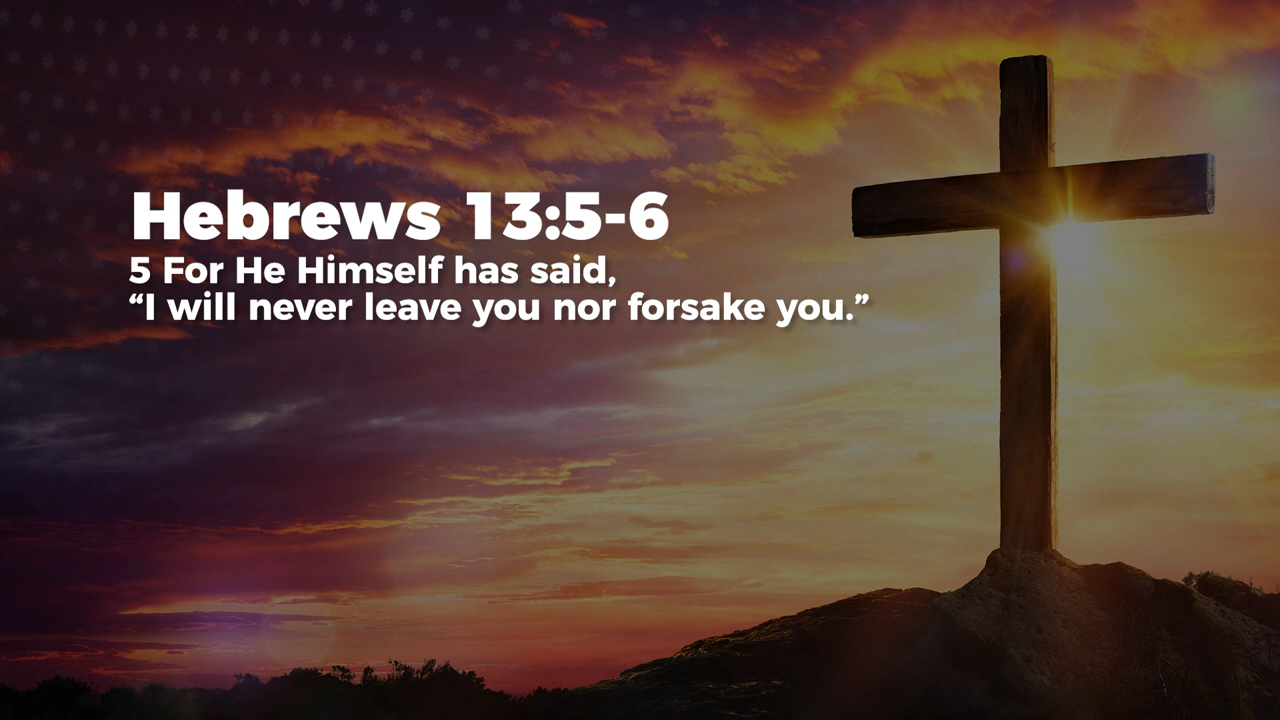 Hebrews 13:5-6
5 For He Himself has said,
“I will never leave you nor forsake you.”